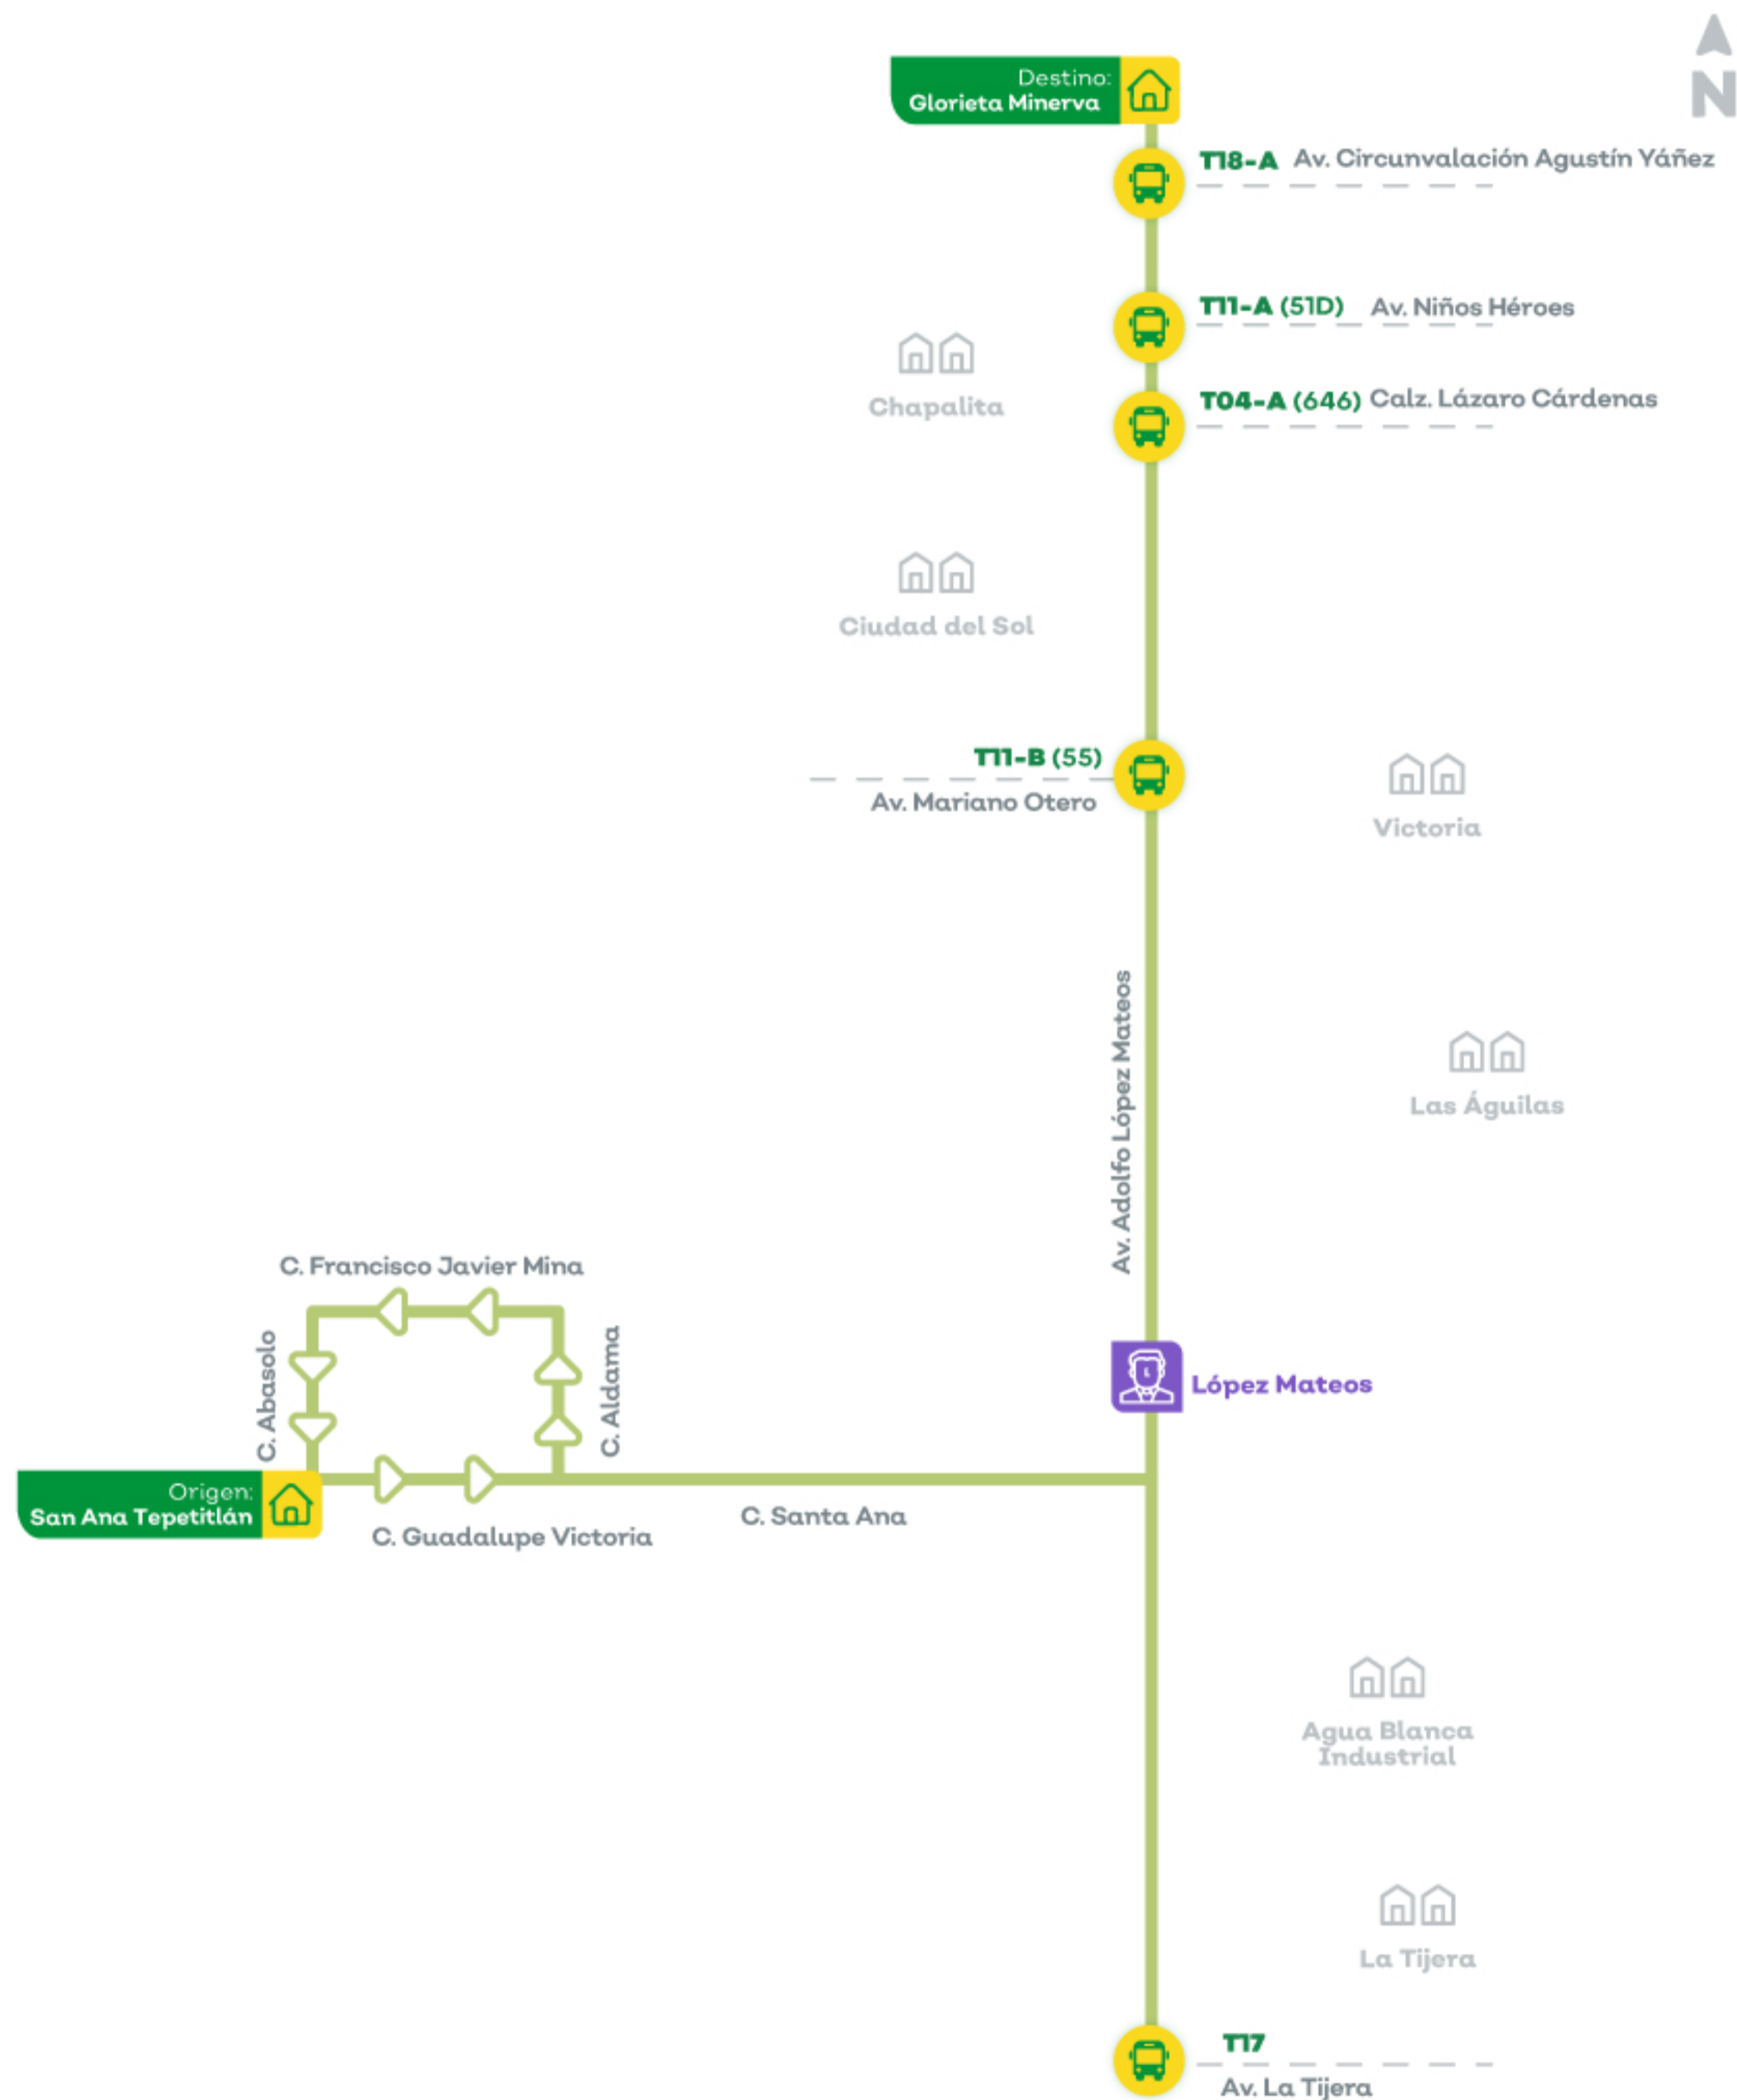 N
Destino:
Glorieta Minerva
T18-A Av. Circunvalación Agustín Yáñez
T11-A (51D) Av. Niños Héroes
T04-A (646) Calz. Lázaro Cárdenas
Chapalita
Ciudad del Sol
T11-B (55)
Av. Mariano Otero
Victoria
Av. Adolfo López Mateos
Las Águilas
C. Francisco Javier Mina
C. Abasolo
C. Aldama
López Mateos
Origen:
San Ana Tepetitlán
C. Guadalupe Victoria
C. Santa Ana
Agua Blanca
Industrial
La Tijera
T17
Av. La Tijera